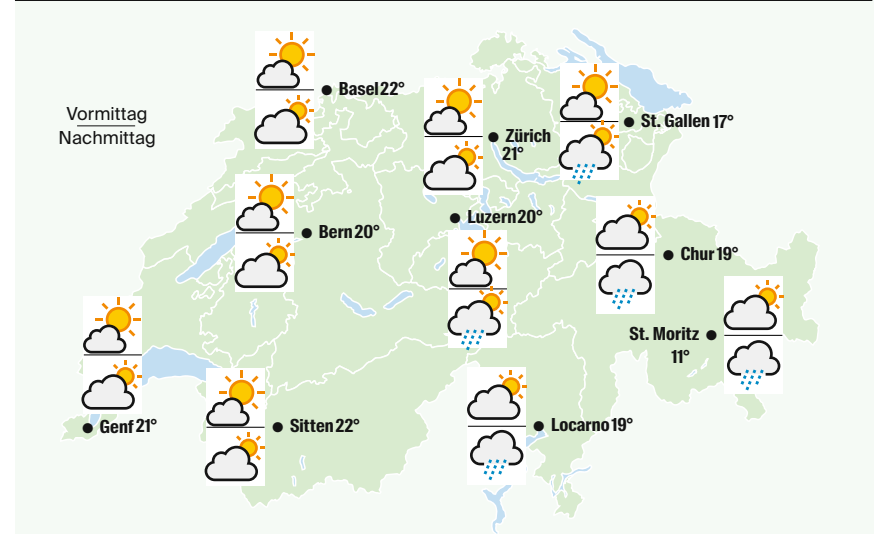 Vormittag
Nachmittag
Basel 22°
Zürich
21°
St. Gallen 17°
Bern 20°
Luzern 20°
Chur 19°
St. Moritz
11°
Genf 21°
Sitten 22°
Locarno 19°